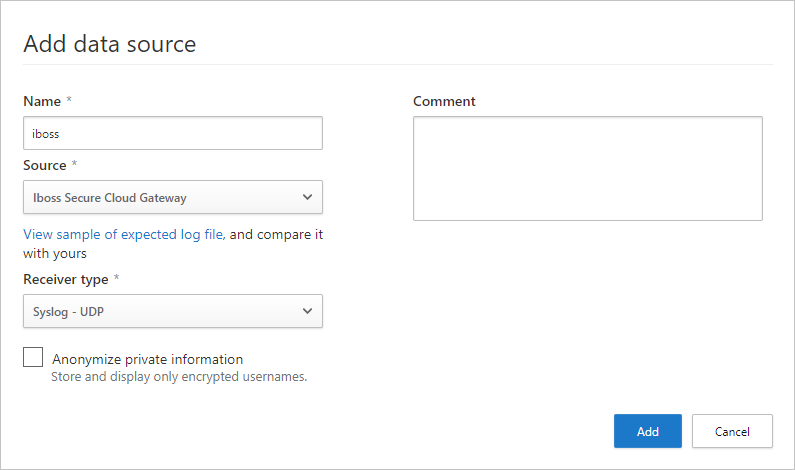 Add data source
Name *
iboss
Source *
Iboss Secure Cloud Gateway
View sample of expected log file, and compare it
with yours
Receiver type *
Syslog - UDP
Anonymize private information
Store and display only encrypted usernames.
Comment
Add
Cancel